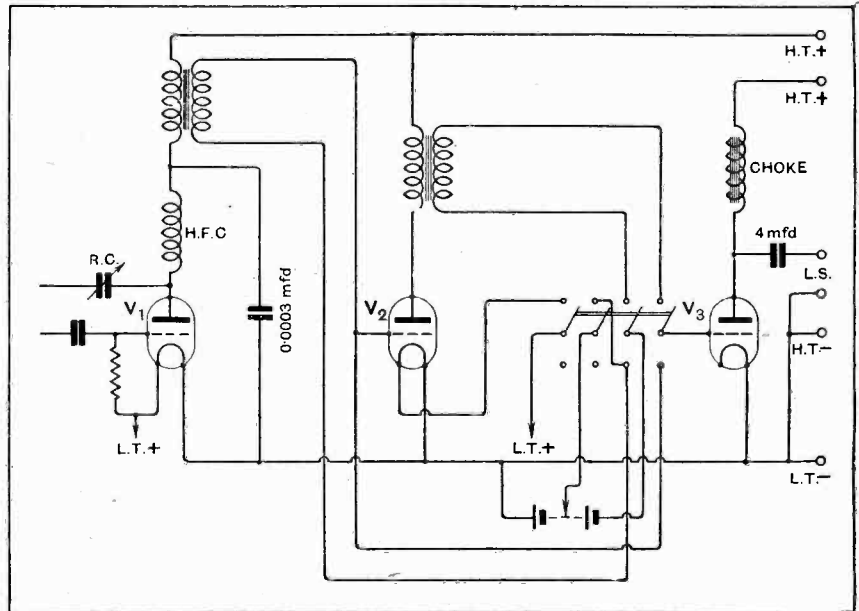 H.T.+
H.T.+
CHOKE
H.F.C
4 mfd
R.C.
L.S.
V1
0.0003 mfd
V2
V3
H.T.-
L.T.+
L.T.+
L.T.-